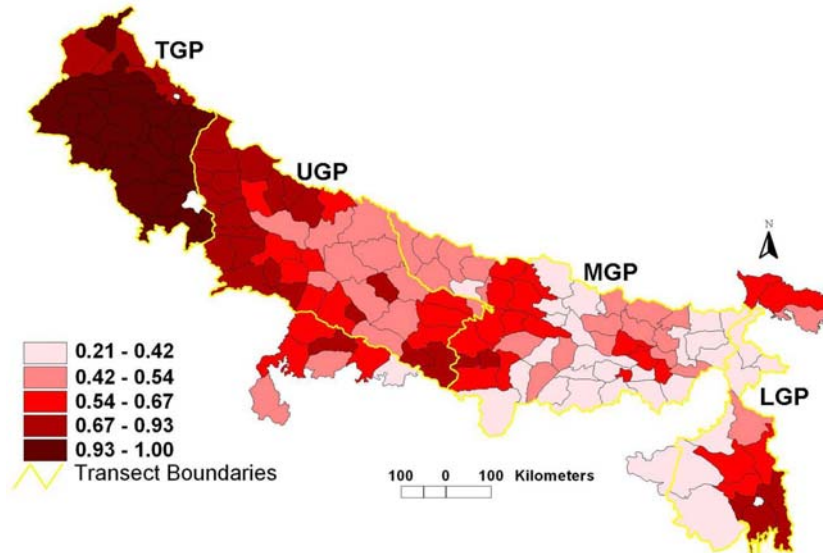 TGP
UGP
N
MGP
LGP
0.21 - 0.42
0.42 - 0.54
0.54 - 0.67
0.67 - 0.93
0.93 - 1.00
Transect Boundaries
100 0 100 Kilometers